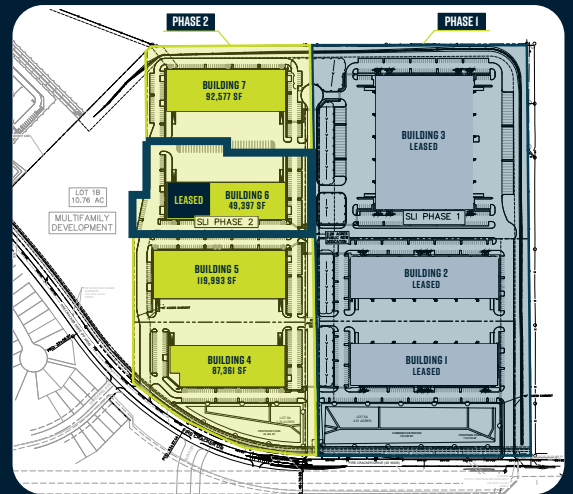 PHASE 2
PHASE 1
BUILDING 7
92,577 SF
BUILDING 3
LEASED
LOT 1B
10.76 AC
MULTIFAMILY
DEVELOPMENT
LEASED
BUILDING 6
49,397 SF
SLI PHASE 2
SLI PHASE 1
BUILDING 5
119,993 SF
BUILDING 2
LEASED
BUILDING 4
87,361 SF
BUILDING 1
LEASED